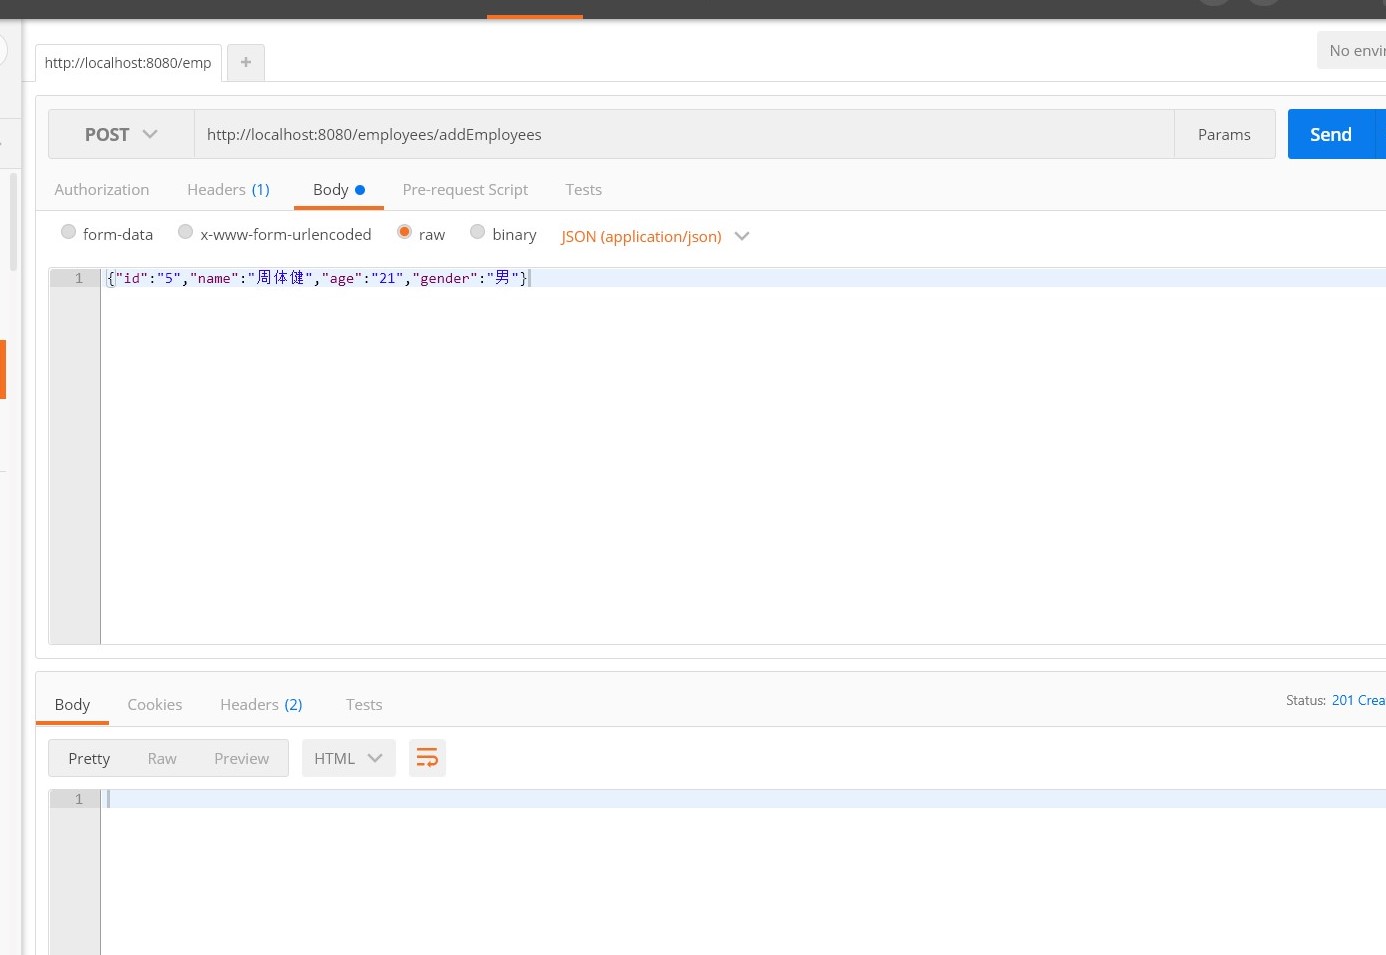 http://localhost:8080/emp +
No envi
POST http://localhost:8080/employees/addEmployees Params Send
Authorization Headers (1) Body Pre-request Script Tests
form-data x-www-form-urlencoded raw binary JSON (application/json)
1 {"id":"5","name":"周体健","age":"21","gender":"男"}
Body Cookies Headers (2) Tests Status: 201 Crea
Pretty Raw Preview HTML
1